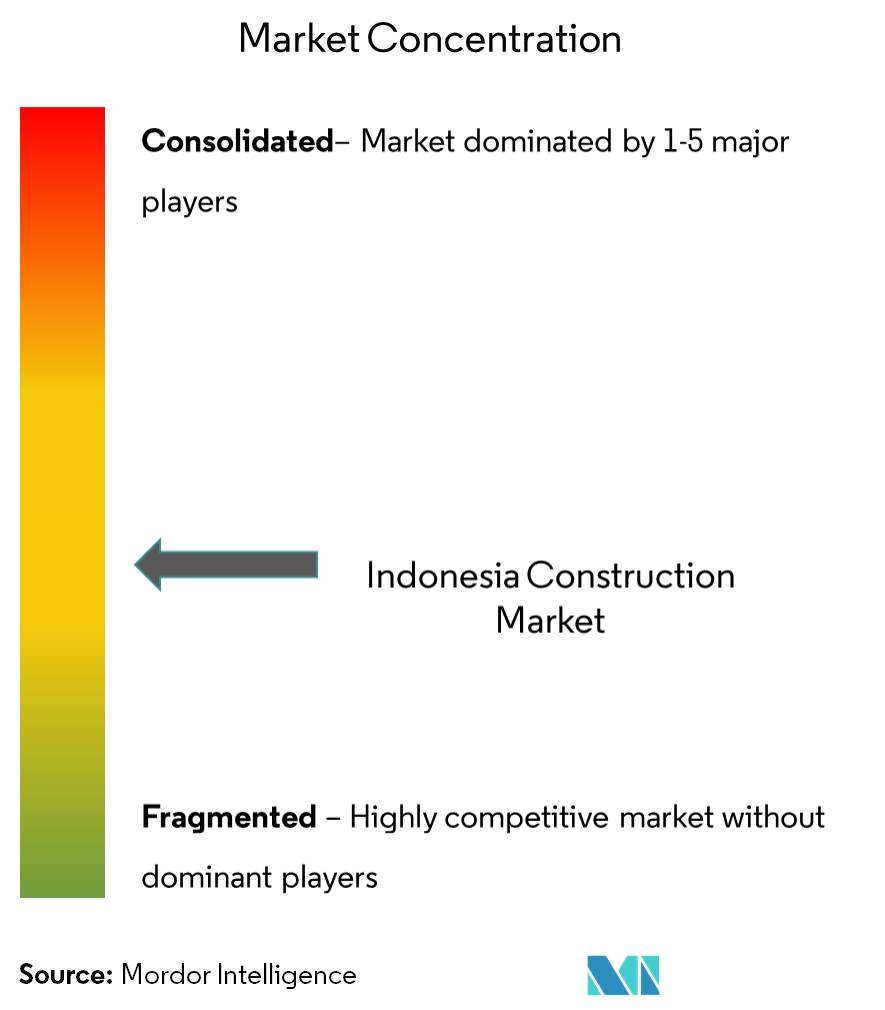 Market Concentration
Consolidated– Market dominated by 1-5 major
players
Indonesia Construction
Market
Fragmented – Highly competitive market without
dominant players
Source: Mordor Intelligence